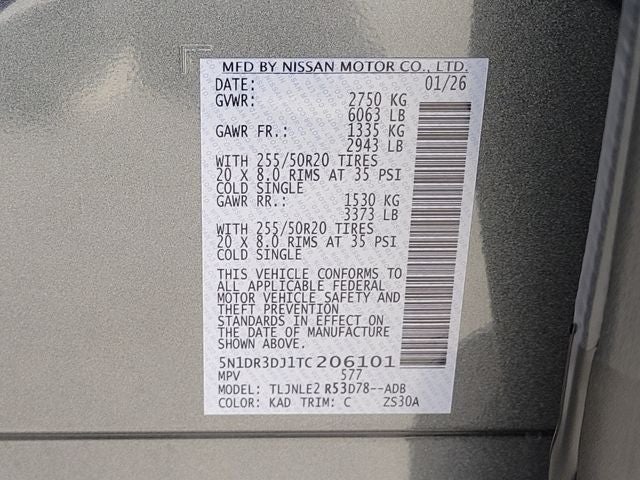 MFD BY NISSAN MOTOR CO., LTD.
DATE: 01/26
GVWR: 2750 KG
6063 LB
GAWR FR.: 1335 KG
2943 LB
WITH 255/50R20 TIRES
20 X 8.0 RIMS AT 35 PSI
COLD SINGLE
GAWR RR.: 1530 KG
3373 LB
WITH 255/50R20 TIRES
20 X 8.0 RIMS AT 35 PSI
COLD SINGLE
THIS VEHICLE CONFORMS TO
ALL APPLICABLE FEDERAL
MOTOR VEHICLE SAFETY AND
THEFT PREVENTION
STANDARDS IN EFFECT ON
THE DATE OF MANUFACTURE
SHOWN ABOVE.
5N1DR3DJ1TC206101
MPV 577
MODEL: TLJNLE2 R53D78--ADB
COLOR: KAD TRIM: C ZS30A